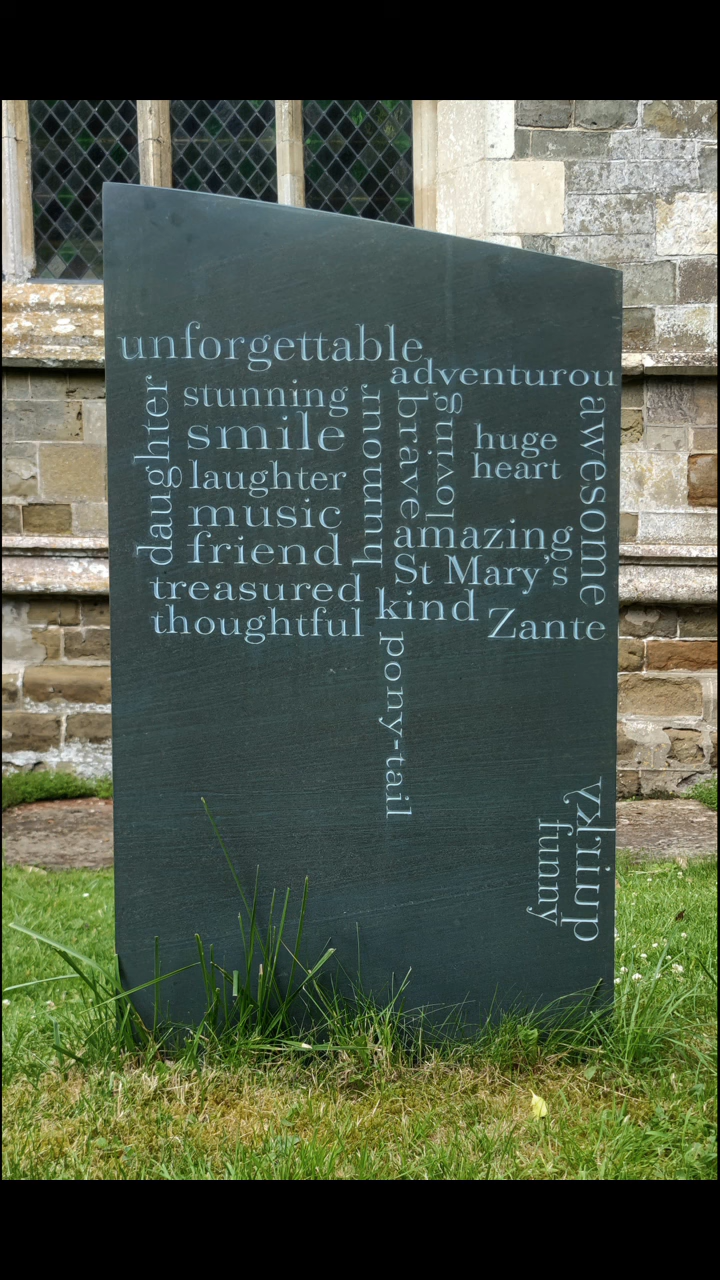 unforgettable
adventurou
daughter
stunning
smile
laughter
music
friend
treasured
thoughtful
humour
brave
loving
huge
heart
awesome
amazing
St Mary's
kind
Zante
pony-tail
funny
quirky